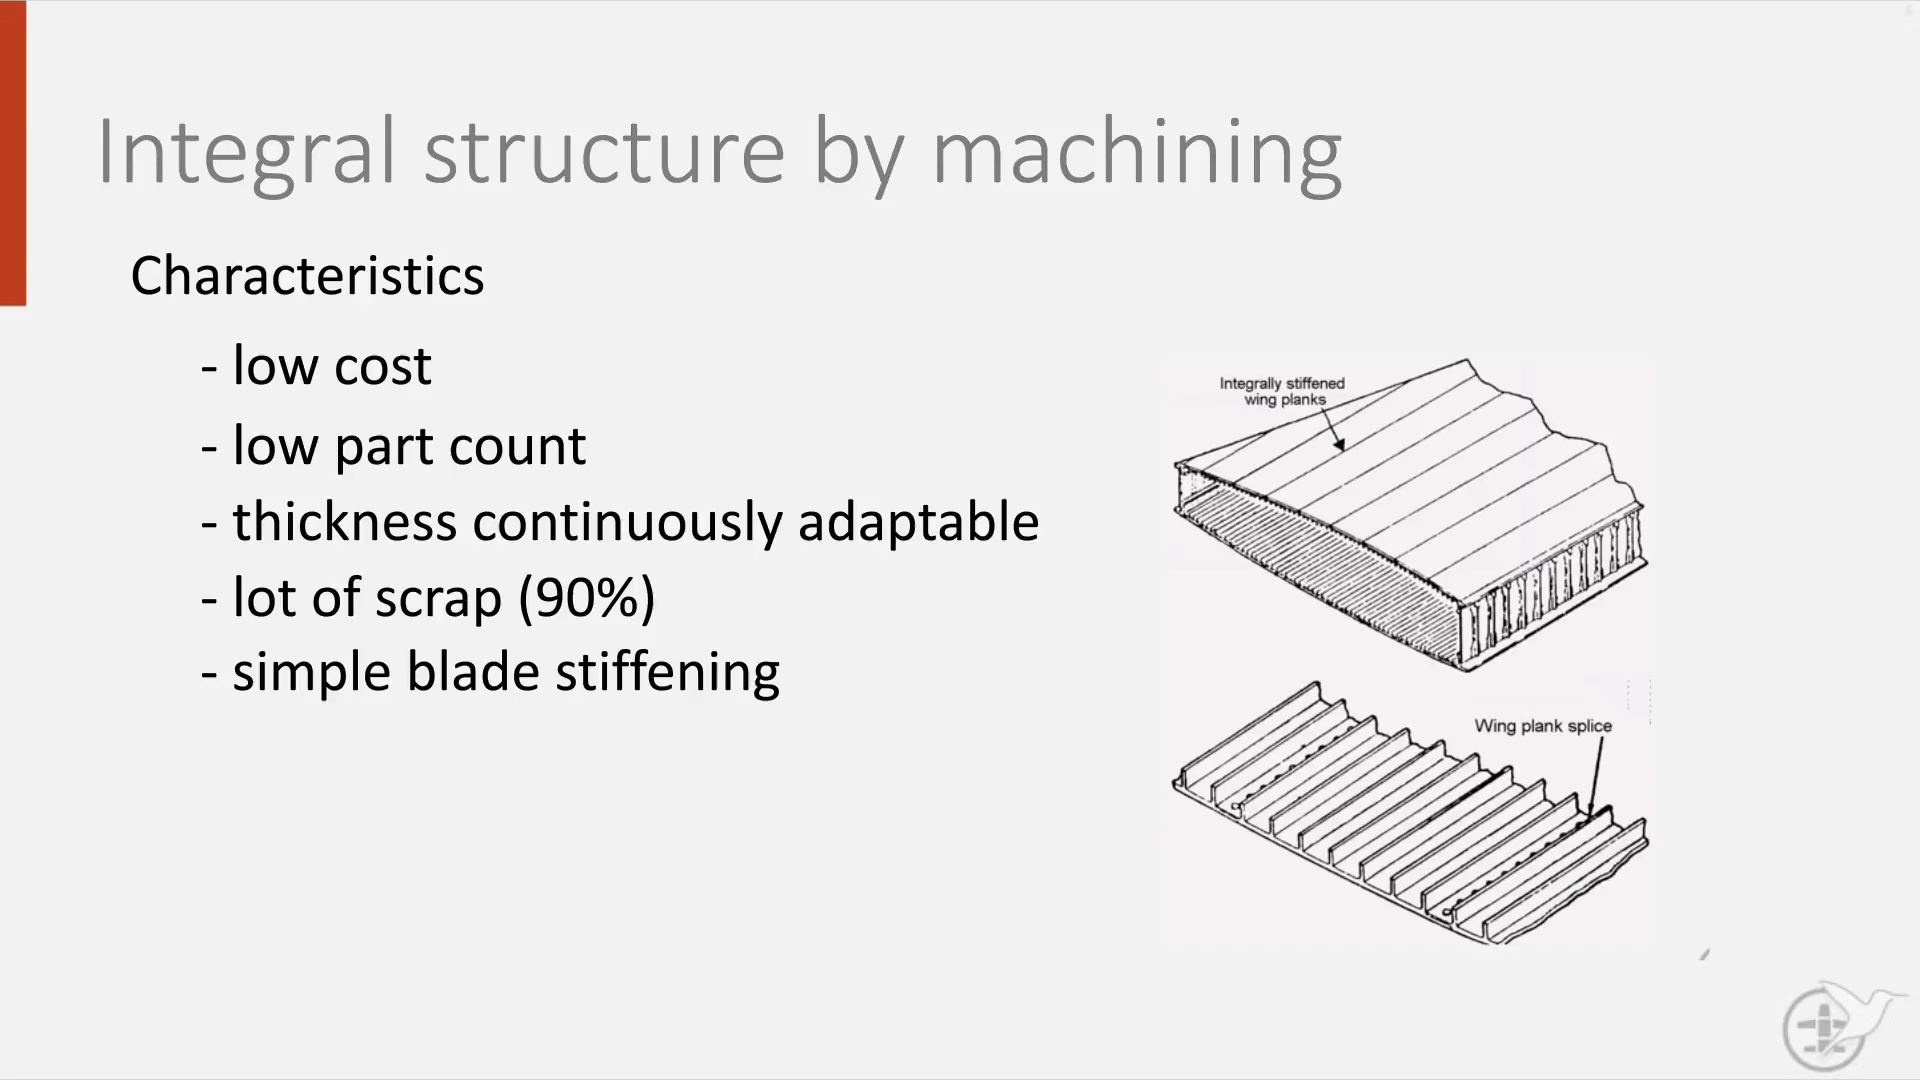 Integral structure by machining
Characteristics
- low cost
- low part count
- thickness continuously adaptable
- lot of scrap (90%)
- simple blade stiffening
Integrally stiffened
wing planks
Wing plank splice